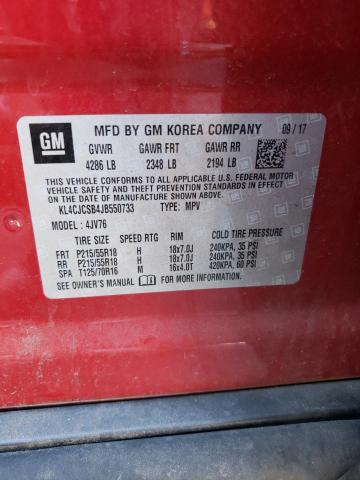 GM
MFD BY GM KOREA COMPANY 09/17
GVWR GAWR FRT GAWR RR
4286 LB 2348 LB 2194 LB
THIS VEHICLE CONFORMS TO ALL APPLICABLE U.S. FEDERAL MOTOR
VEHICLE SAFETY, BUMPER, AND THEFT PREVENTION STANDARDS IN
EFFECT ON THE DATE OF MANUFACTURE SHOWN ABOVE.
KL4CJCSB4JB550733 TYPE: MPV
MODEL : 4JV76
TIRE SIZE SPEED RTG RIM COLD TIRE PRESSURE
FRT P215/55R18 H 18x7.0J 240KPA, 35 PSI
RR P215/55R18 H 18x7.0J 240KPA, 35 PSI
SPA T125/70R16 M 16x4.0T 420KPA, 60 PSI
SEE OWNER'S MANUAL